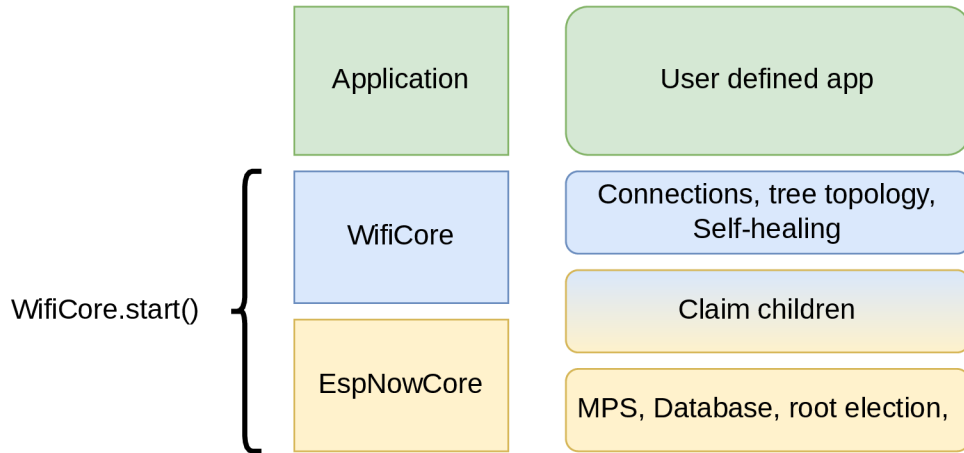 Application
User defined app
WifiCore
Connections, tree topology,
Self-healing
WifiCore.start()
Claim children
EspNowCore
MPS, Database, root election,